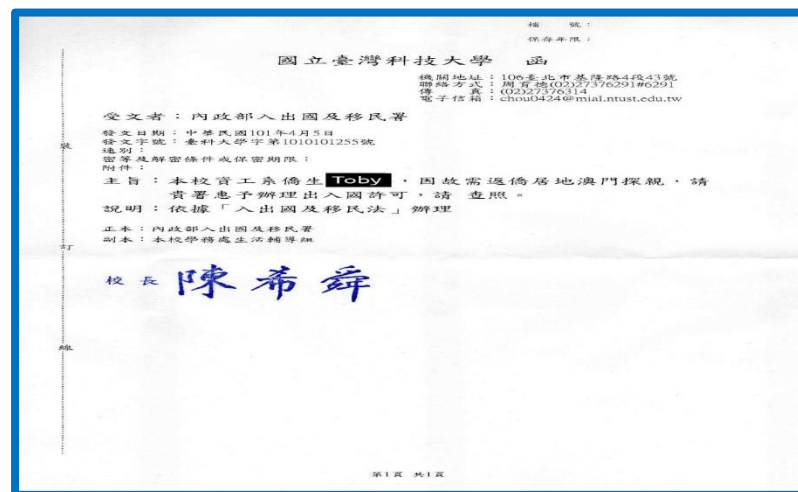 檔　　號：
保存年限：
國立臺灣科技大學　函
機關地址：106臺北市基隆路4段43號
聯絡方式：周育德(02)27376291#6291
傳　　真：(02)27376314
電子信箱：chou0424@mial.ntust.edu.tw
受文者：內政部入出國及移民署
發文日期：中華民國101年4月5日
發文字號：臺科大學字第1010101255號
速別：
密等及解密條件或保密期限：
附件：
主旨：本校資工系僑生 Toby ，因故需返僑居地澳門探親，請
貴署惠予辦理出入國許可，請 查照。
說明：依據「入出國及移民法」辦理
正本：內政部入出國及移民署
副本：本校學務處生活輔導組
校長 陳希舜
裝
訂
線
第1頁 共1頁